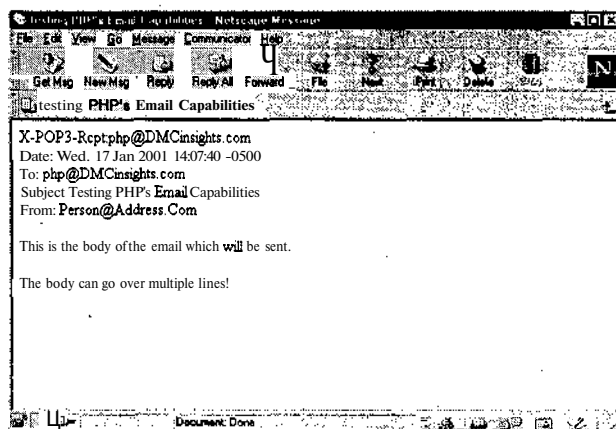 Testing PHP's Email Capabilities - Netscape Message
File Edit View Go Message Communicator Help
Get Msg New Msg Reply Reply All Forward File Next Print Delete
testing PHP's Email Capabilities
X-POP3-Rcpt:php@DMCinsights.com
Date: Wed. 17 Jan 2001 14:07:40 -0500
To: php@DMCinsights.com
Subject Testing PHP's Email Capabilities
From: Person@Address.Com
This is the body of the email which will be sent.
The body can go over multiple lines!
Document: Done